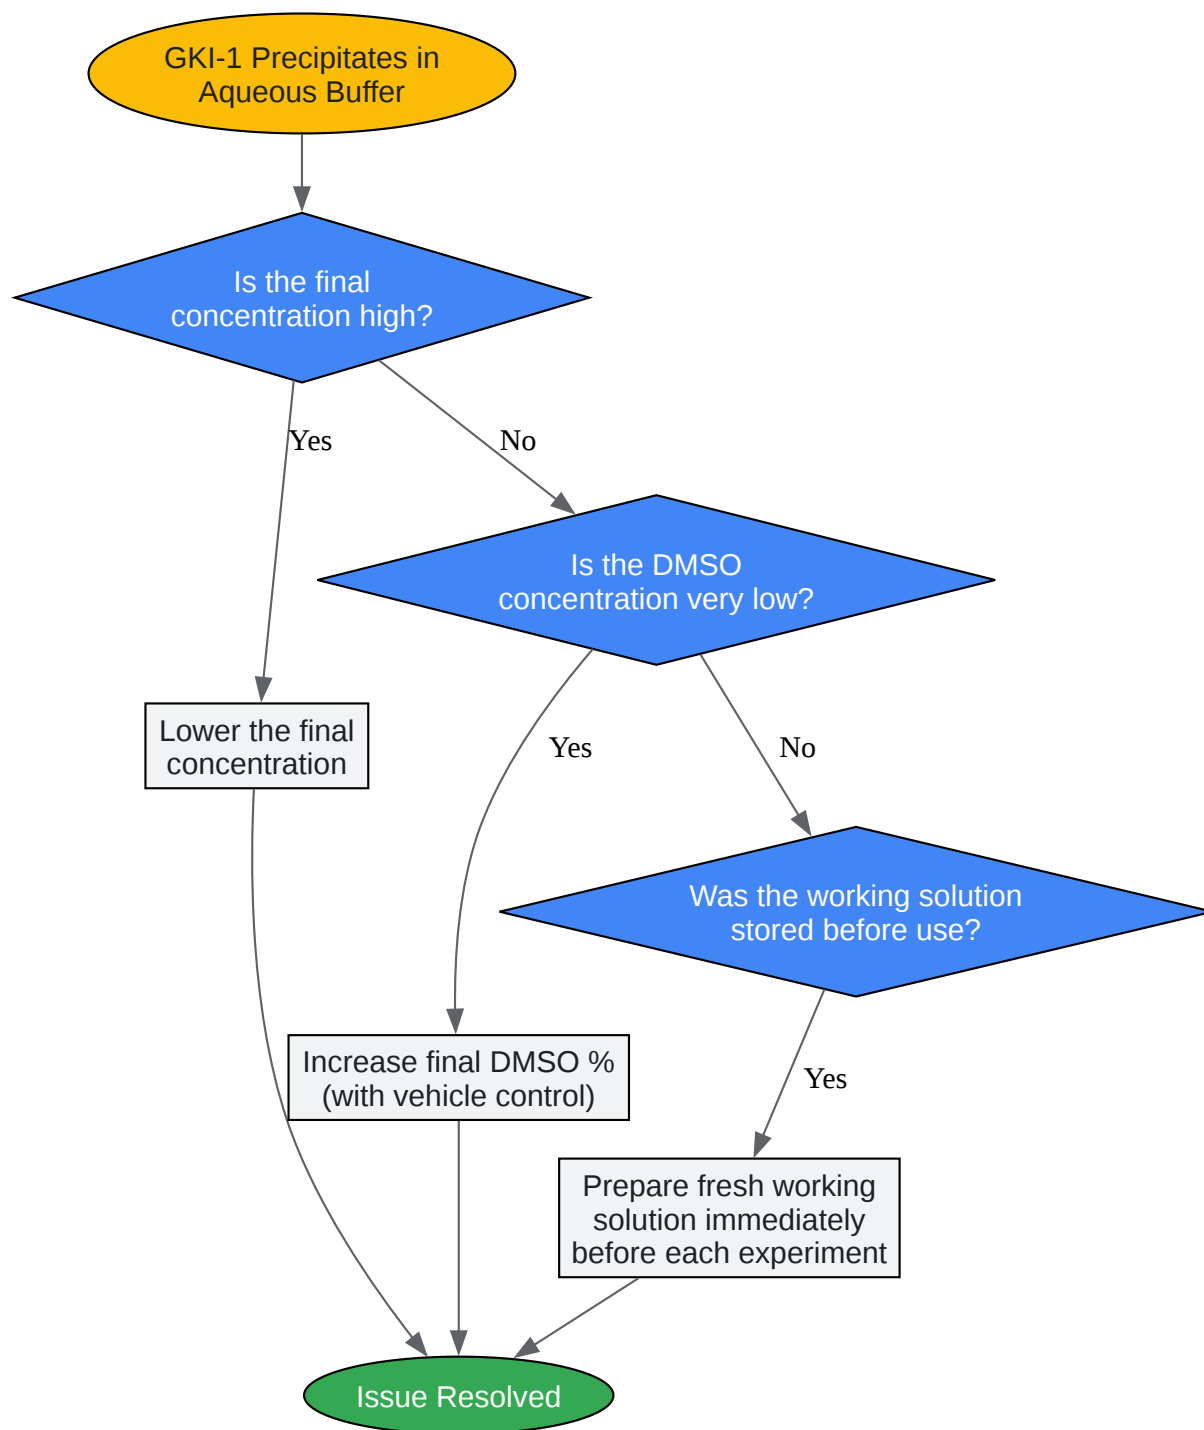 GKI-1 Precipitates in
Aqueous Buffer
Is the final
concentration high?
Yes
No
Is the DMSO
concentration very low?
Lower the final
concentration
Yes
No
Was the working solution
stored before use?
Increase final DMSO %
(with vehicle control)
Yes
Prepare fresh working
solution immediately
before each experiment
Issue Resolved